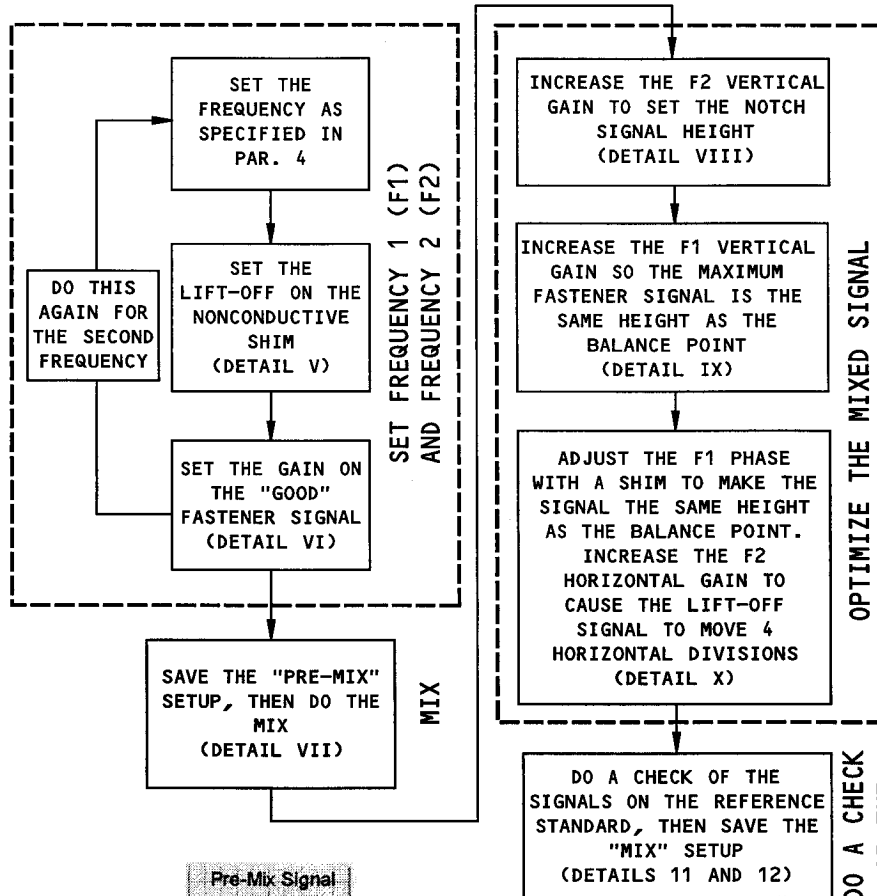 SET THE
FREQUENCY AS
SPECIFIED IN
PAR. 4
SET THE
LIFT-OFF ON THE
NONCONDUCTIVE
SHIM
(DETAIL V)
SET THE GAIN ON
THE "GOOD"
FASTENER SIGNAL
(DETAIL VI)
DO THIS
AGAIN FOR
THE SECOND
FREQUENCY
SET FREQUENCY 1 (F1)
AND FREQUENCY 2 (F2)
SAVE THE "PRE-MIX"
SETUP, THEN DO THE
MIX
(DETAIL VII)
MIX
INCREASE THE F2 VERTICAL
GAIN TO SET THE NOTCH
SIGNAL HEIGHT
(DETAIL VIII)
INCREASE THE F1 VERTICAL
GAIN SO THE MAXIMUM
FASTENER SIGNAL IS THE
SAME HEIGHT AS THE
BALANCE POINT
(DETAIL IX)
ADJUST THE F1 PHASE
WITH A SHIM TO MAKE THE
SIGNAL THE SAME HEIGHT
AS THE BALANCE POINT.
INCREASE THE F2
HORIZONTAL GAIN TO
CAUSE THE LIFT-OFF
SIGNAL TO MOVE 4
HORIZONTAL DIVISIONS
(DETAIL X)
OPTIMIZE THE MIXED SIGNAL
DO A CHECK OF THE
SIGNALS ON THE REFERENCE
STANDARD, THEN SAVE THE
"MIX" SETUP
(DETAILS 11 AND 12)
DO A CHECK
Pre-Mix Signal